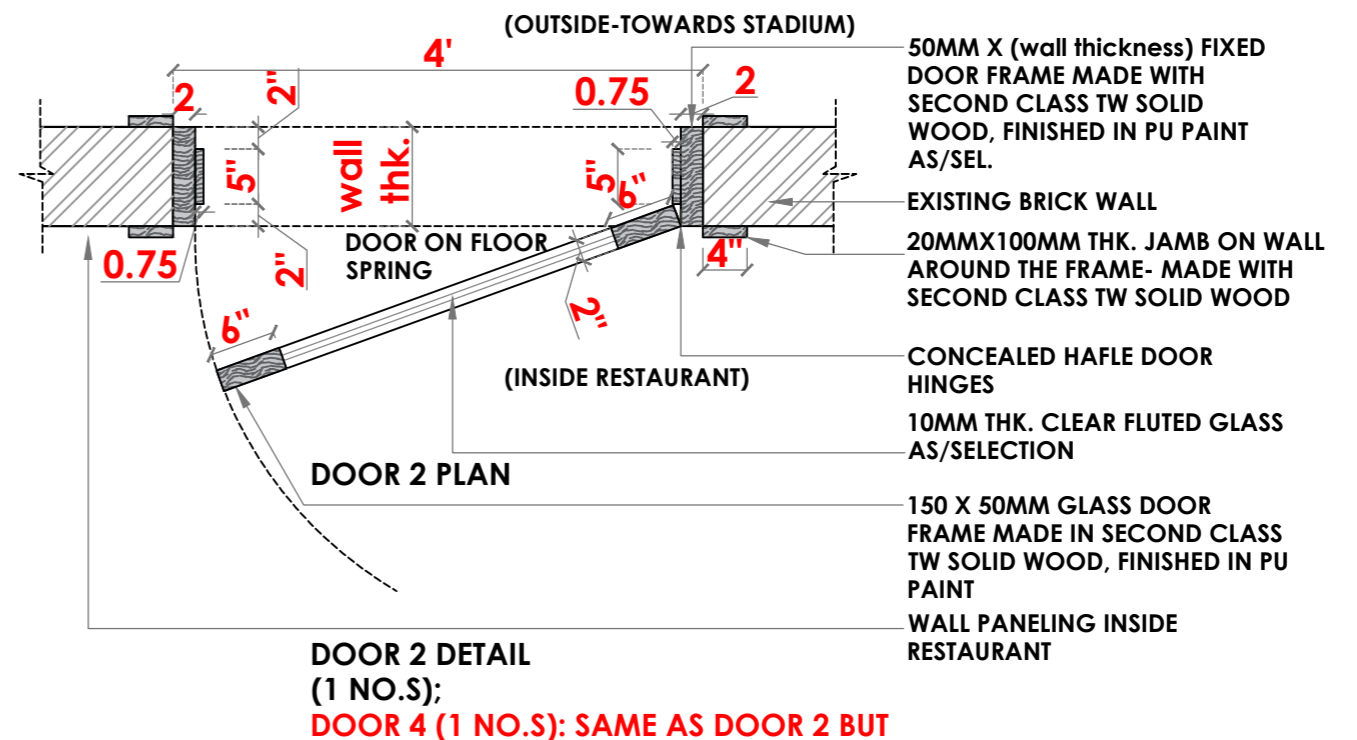 (OUTSIDE-TOWARDS STADIUM)
4'
2
2"
0.75
2
5"
wall
thk.
5"
6"
0.75
2"
DOOR ON FLOOR
SPRING
4"
6"
2"
(INSIDE RESTAURANT)
DOOR 2 PLAN
50MM X (wall thickness) FIXED
DOOR FRAME MADE WITH
SECOND CLASS TW SOLID
WOOD, FINISHED IN PU PAINT
AS/SEL.
EXISTING BRICK WALL
20MMX100MM THK. JAMB ON WALL
AROUND THE FRAME- MADE WITH
SECOND CLASS TW SOLID WOOD
CONCEALED HAFLE DOOR
HINGES
10MM THK. CLEAR FLUTED GLASS
AS/SELECTION
150 X 50MM GLASS DOOR
FRAME MADE IN SECOND CLASS
TW SOLID WOOD, FINISHED IN PU
PAINT
WALL PANELING INSIDE
RESTAURANT
DOOR 2 DETAIL
(1 NO.S);
DOOR 4 (1 NO.S): SAME AS DOOR 2 BUT